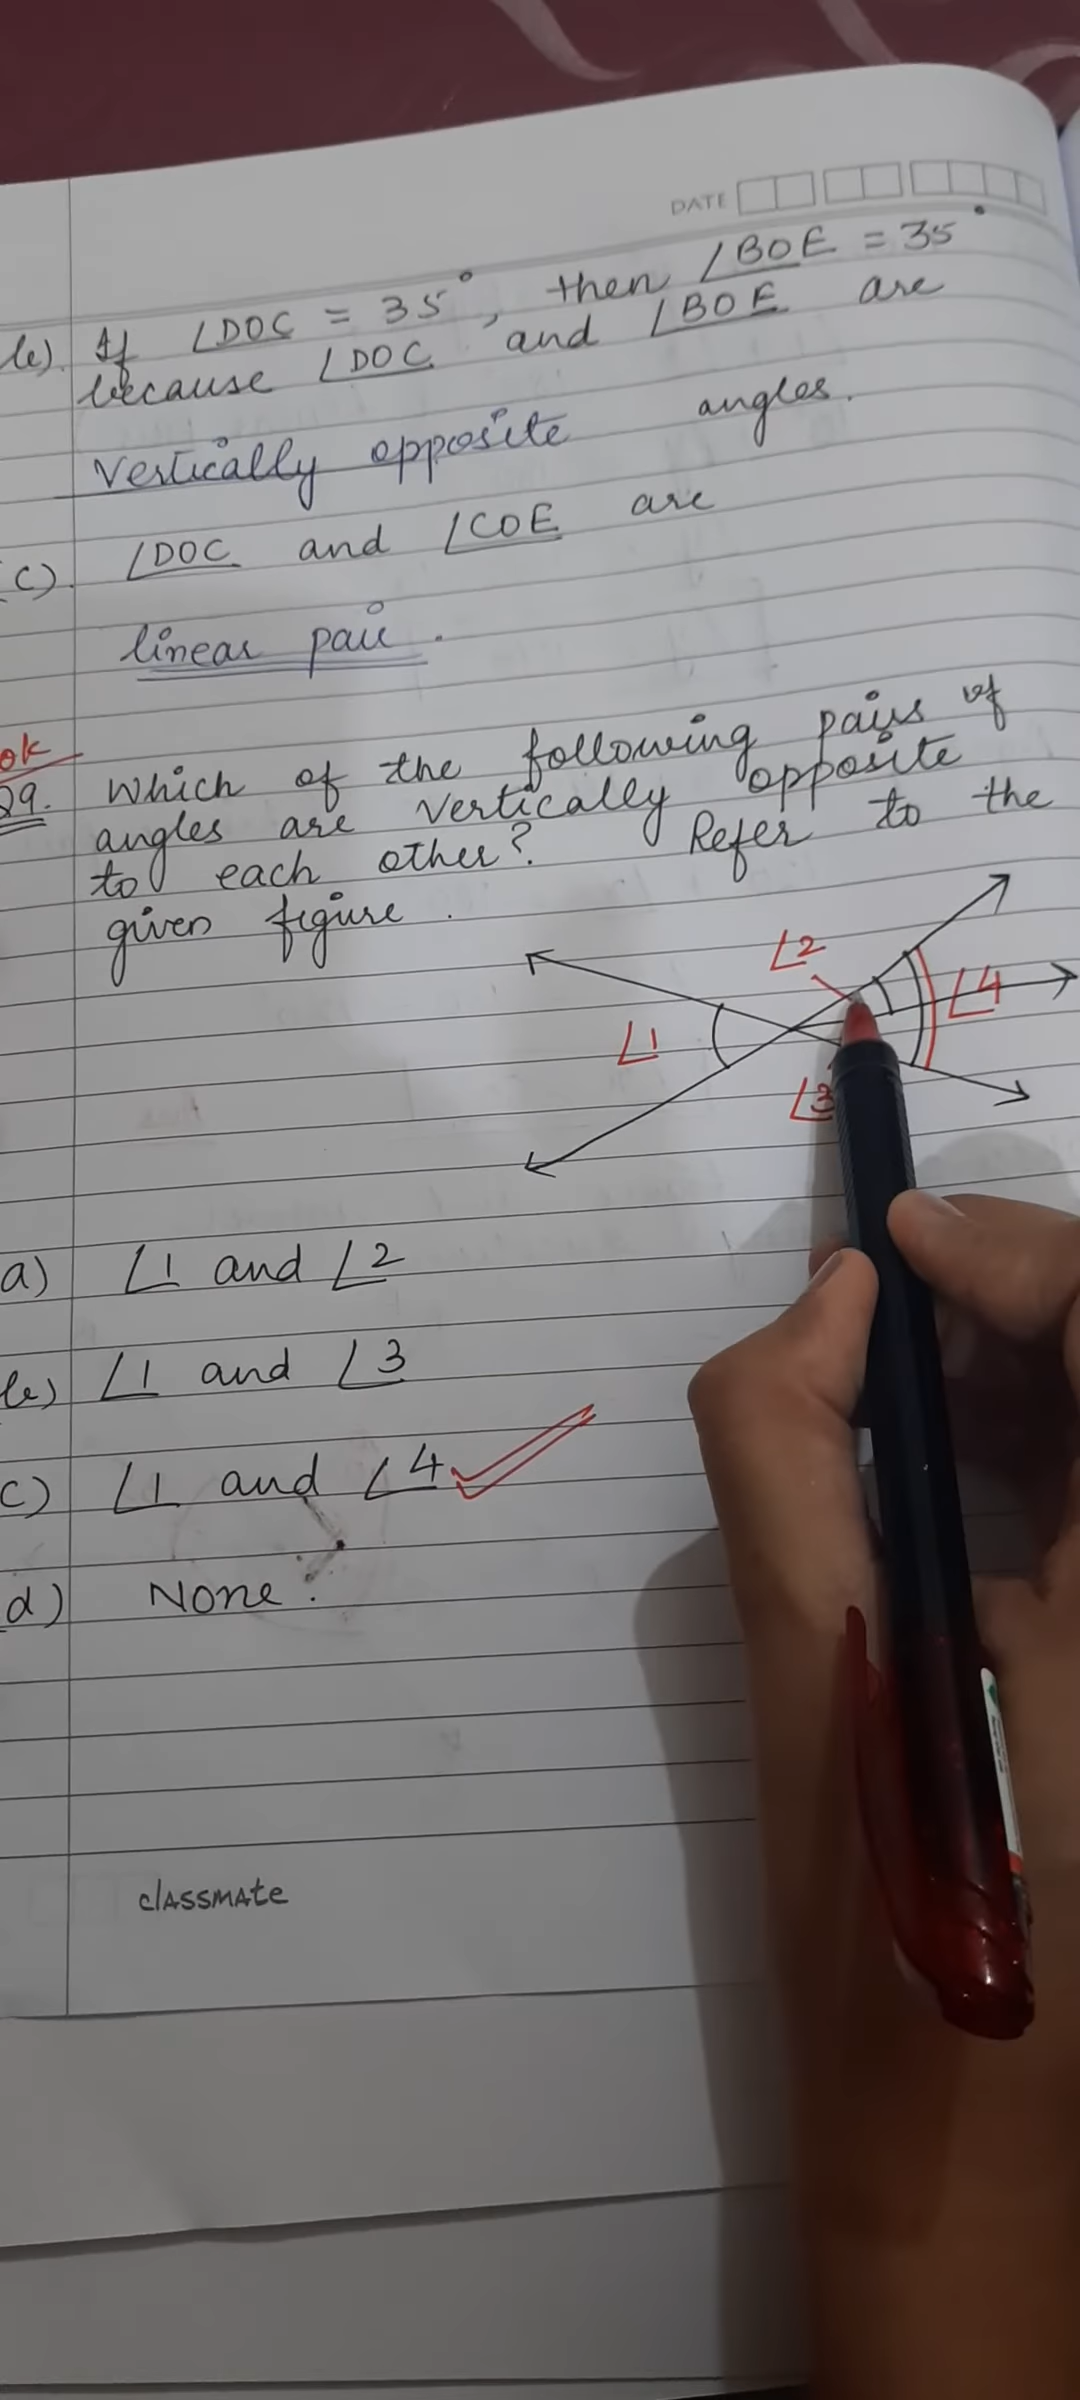 DATE
b). If ∠DOC = 35°, then ∠BOE = 35°
because ∠DOC and ∠BOE are
vertically opposite angles.
(c). ∠DOC and ∠COE are
linear pair.
Q9. Which of the following pairs of
angles are vertically opposite
to each other? Refer to the
given figure.
∠2
∠4
∠1
∠3
a) ∠1 and ∠2
b) ∠1 and ∠3
c) ∠1 and ∠4
d) None.
classmate